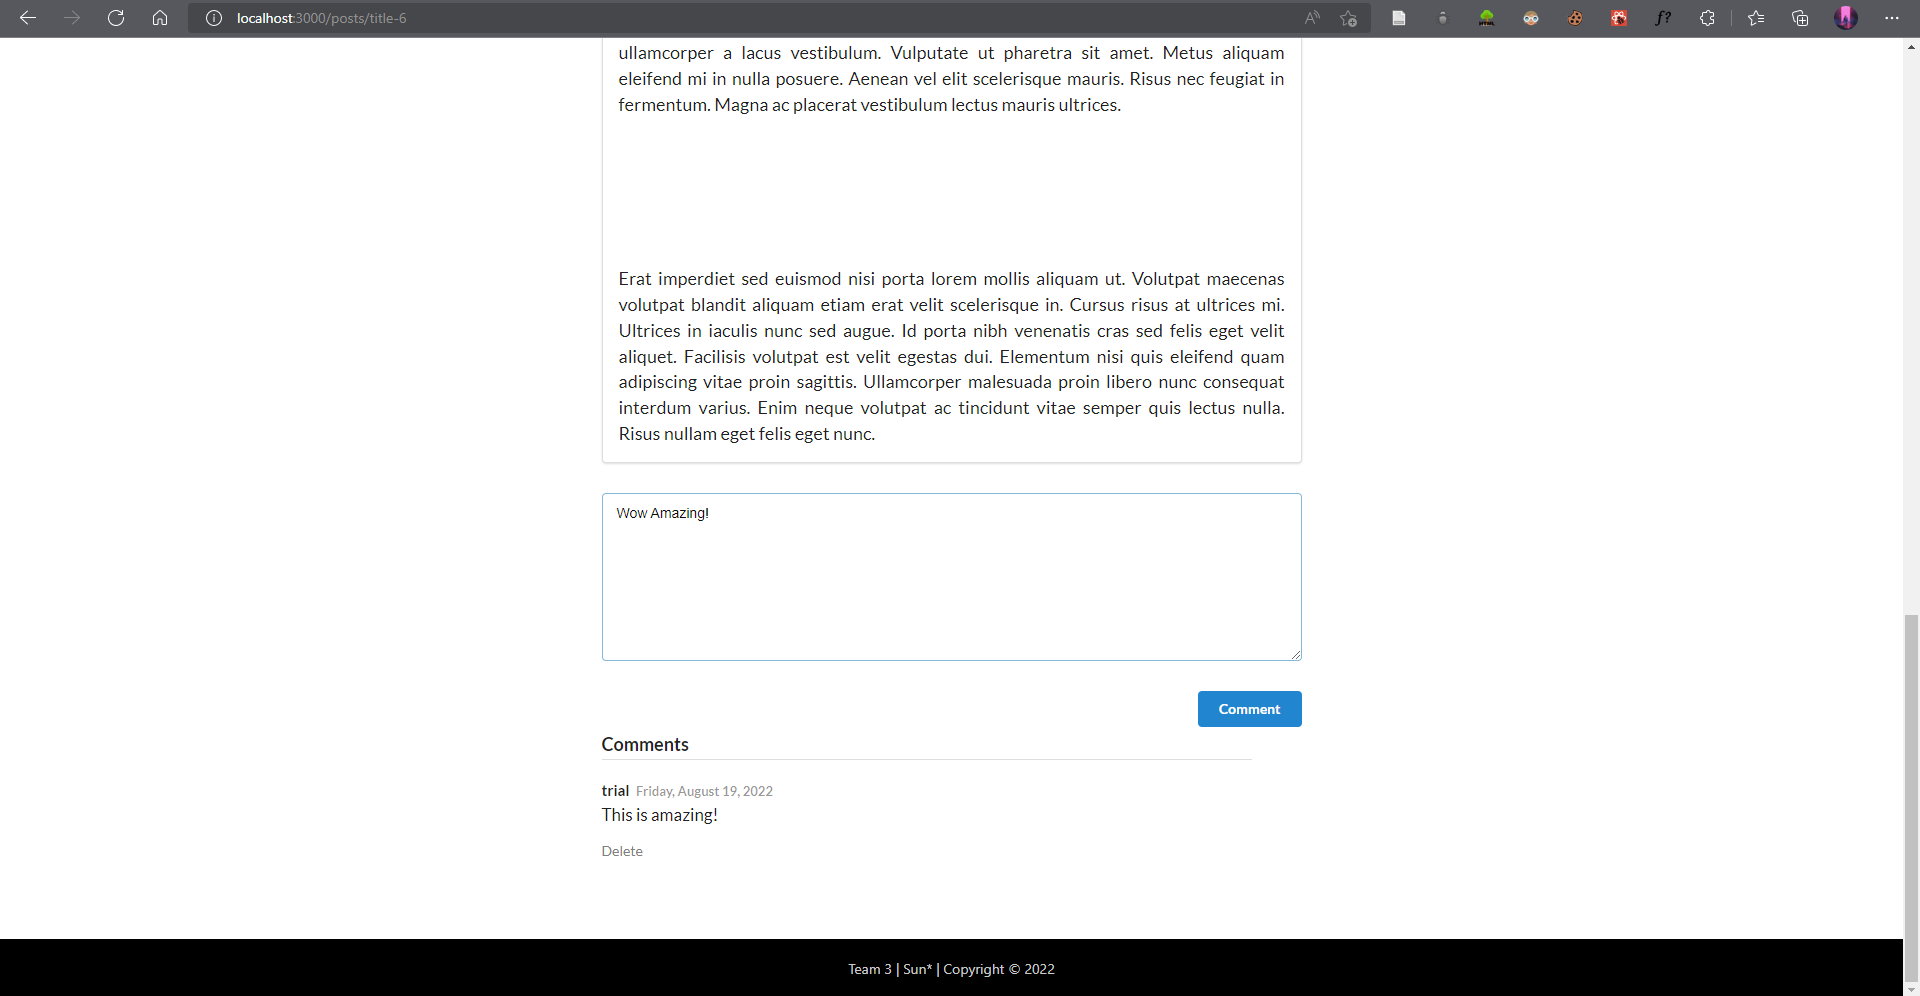 localhost:3000/posts/title-6
ullamcorper a lacus vestibulum. Vulputate ut pharetra sit amet. Metus aliquam
eleifend mi in nulla posuere. Aenean vel elit scelerisque mauris. Risus nec feugiat in
fermentum. Magna ac placerat vestibulum lectus mauris ultrices.
Erat imperdiet sed euismod nisi porta lorem mollis aliquam ut. Volutpat maecenas
volutpat blandit aliquam etiam erat velit scelerisque in. Cursus risus at ultrices mi.
Ultrices in iaculis nunc sed augue. Id porta nibh venenatis cras sed felis eget velit
aliquet. Facilisis volutpat est velit egestas dui. Elementum nisi quis eleifend quam
adipiscing vitae proin sagittis. Ullamcorper malesuada proin libero nunc consequat
interdum varius. Enim neque volutpat ac tincidunt vitae semper quis lectus nulla.
Risus nullam eget felis eget nunc.
Wow Amazing!
Comment
Comments
trial Friday, August 19, 2022
This is amazing!
Delete
Team 3 | Sun* | Copyright © 2022